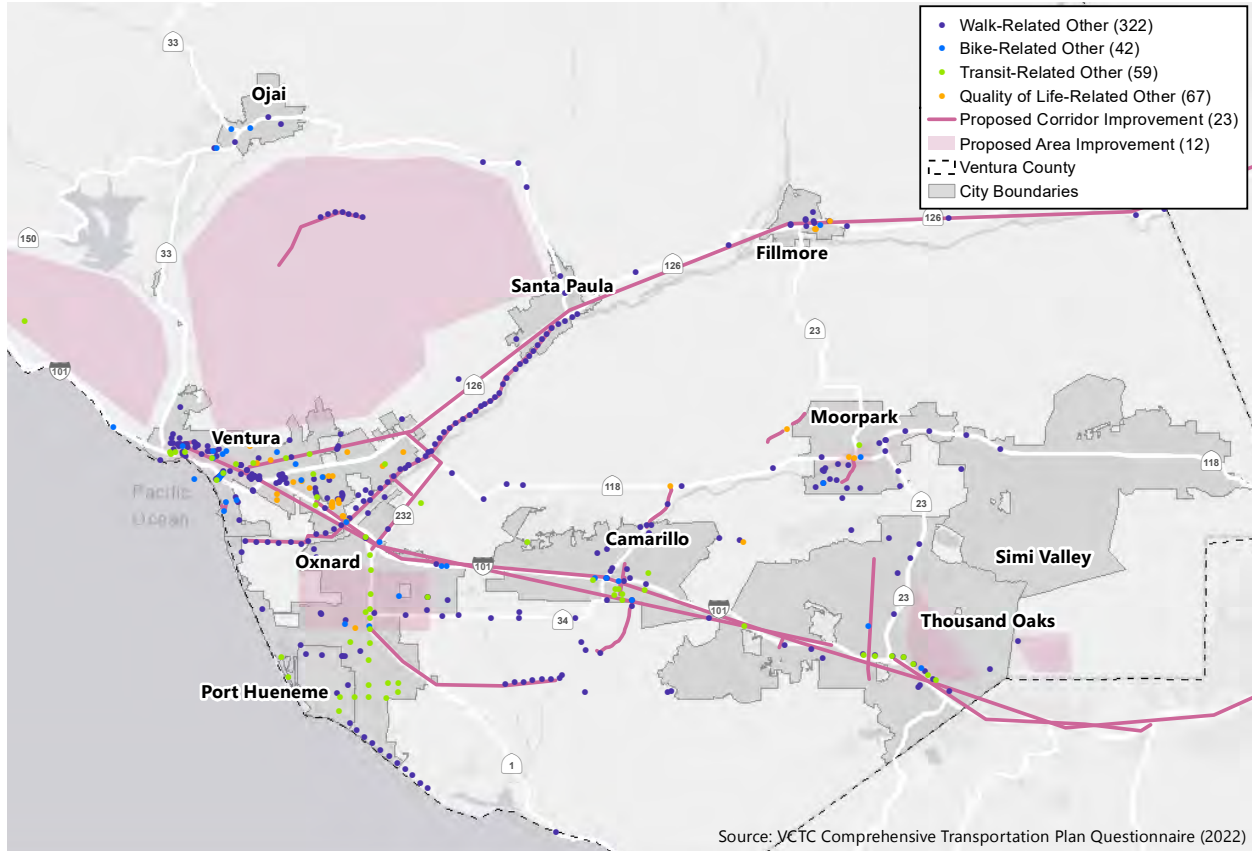 Walk-Related Other (322)
Bike-Related Other (42)
Transit-Related Other (59)
Quality of Life-Related Other (67)
Proposed Corridor Improvement (23)
Proposed Area Improvement (12)
Ventura County
City Boundaries
33
Ojai
126
150
33
Fillmore
126
Santa Paula
23
101
126
Moorpark
Ventura
118
118
Pacific
Ocean
232
23
Camarillo
Oxnard
101
Simi Valley
101
23
34
Thousand Oaks
Port Hueneme
1
Source: VCTC Comprehensive Transportation Plan Questionnaire (2022)